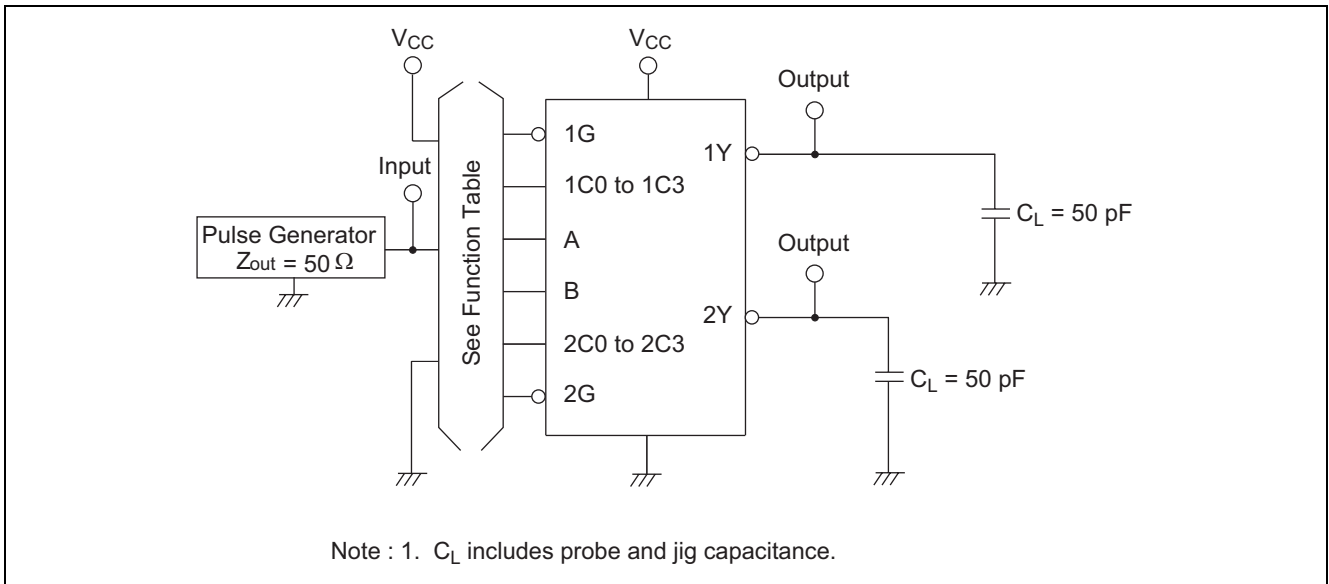 VCC
VCC
Output
Input
1G
1Y
1C0 to 1C3
CL = 50 pF
Pulse Generator
Zout = 50 Ω
See Function Table
A
Output
B
2Y
2C0 to 2C3
CL = 50 pF
2G
Note : 1. CL includes probe and jig capacitance.